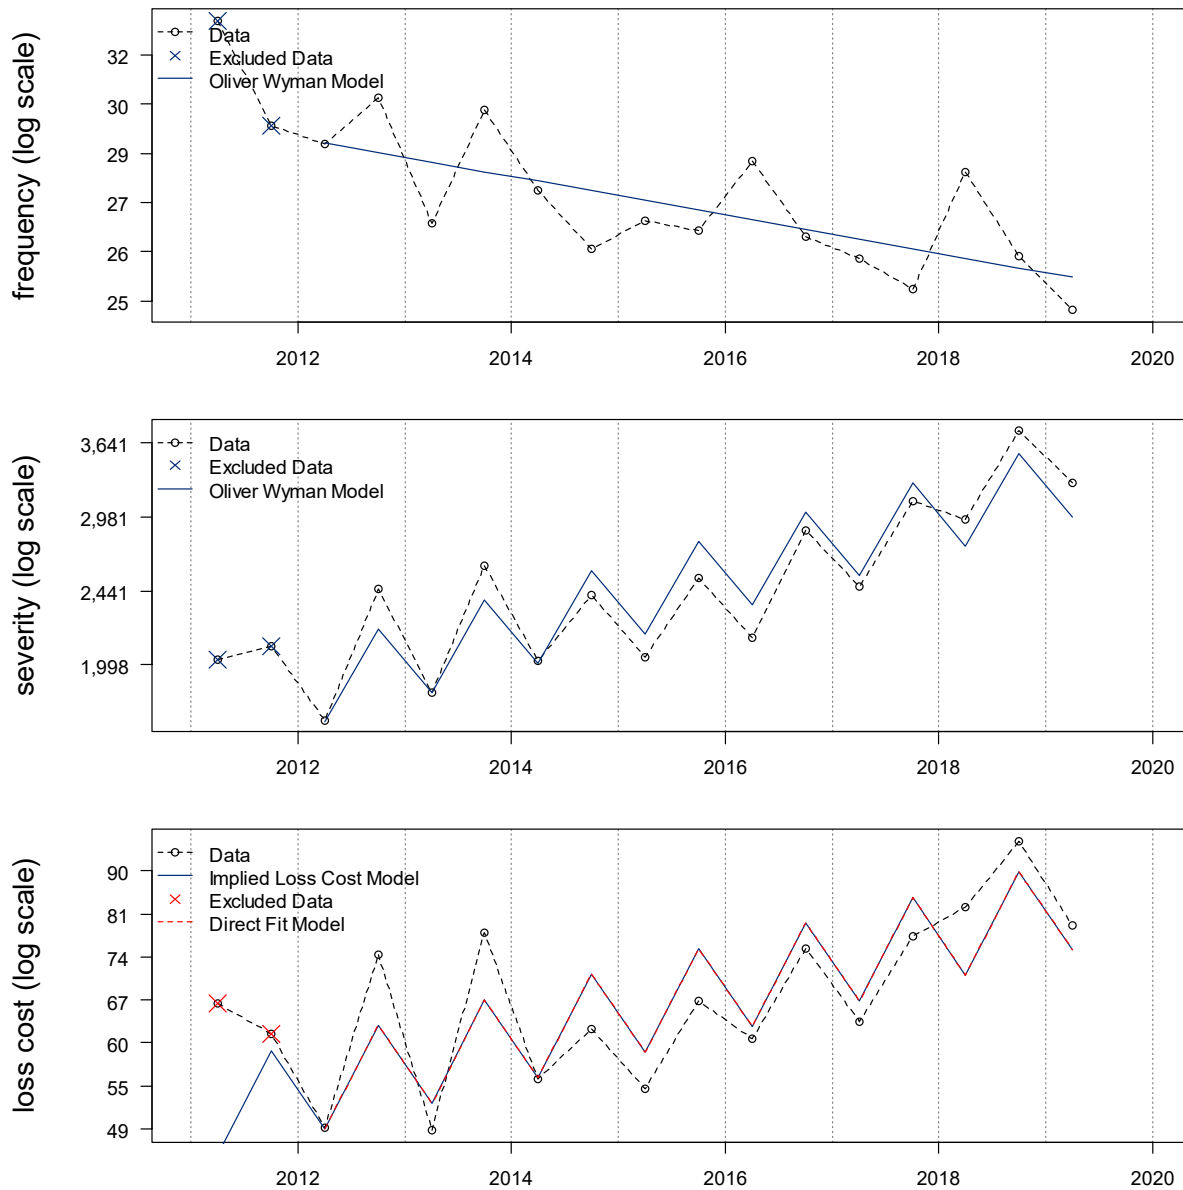 frequency (log scale)
32
30
29
27
26
25
Data
Excluded Data
Oliver Wyman Model
2012
2014
2016
2018
2020
severity (log scale)
3,641
2,981
2,441
1,998
Data
Excluded Data
Oliver Wyman Model
2012
2014
2016
2018
2020
loss cost (log scale)
90
81
74
67
60
55
49
Data
Implied Loss Cost Model
Excluded Data
Direct Fit Model
2012
2014
2016
2018
2020